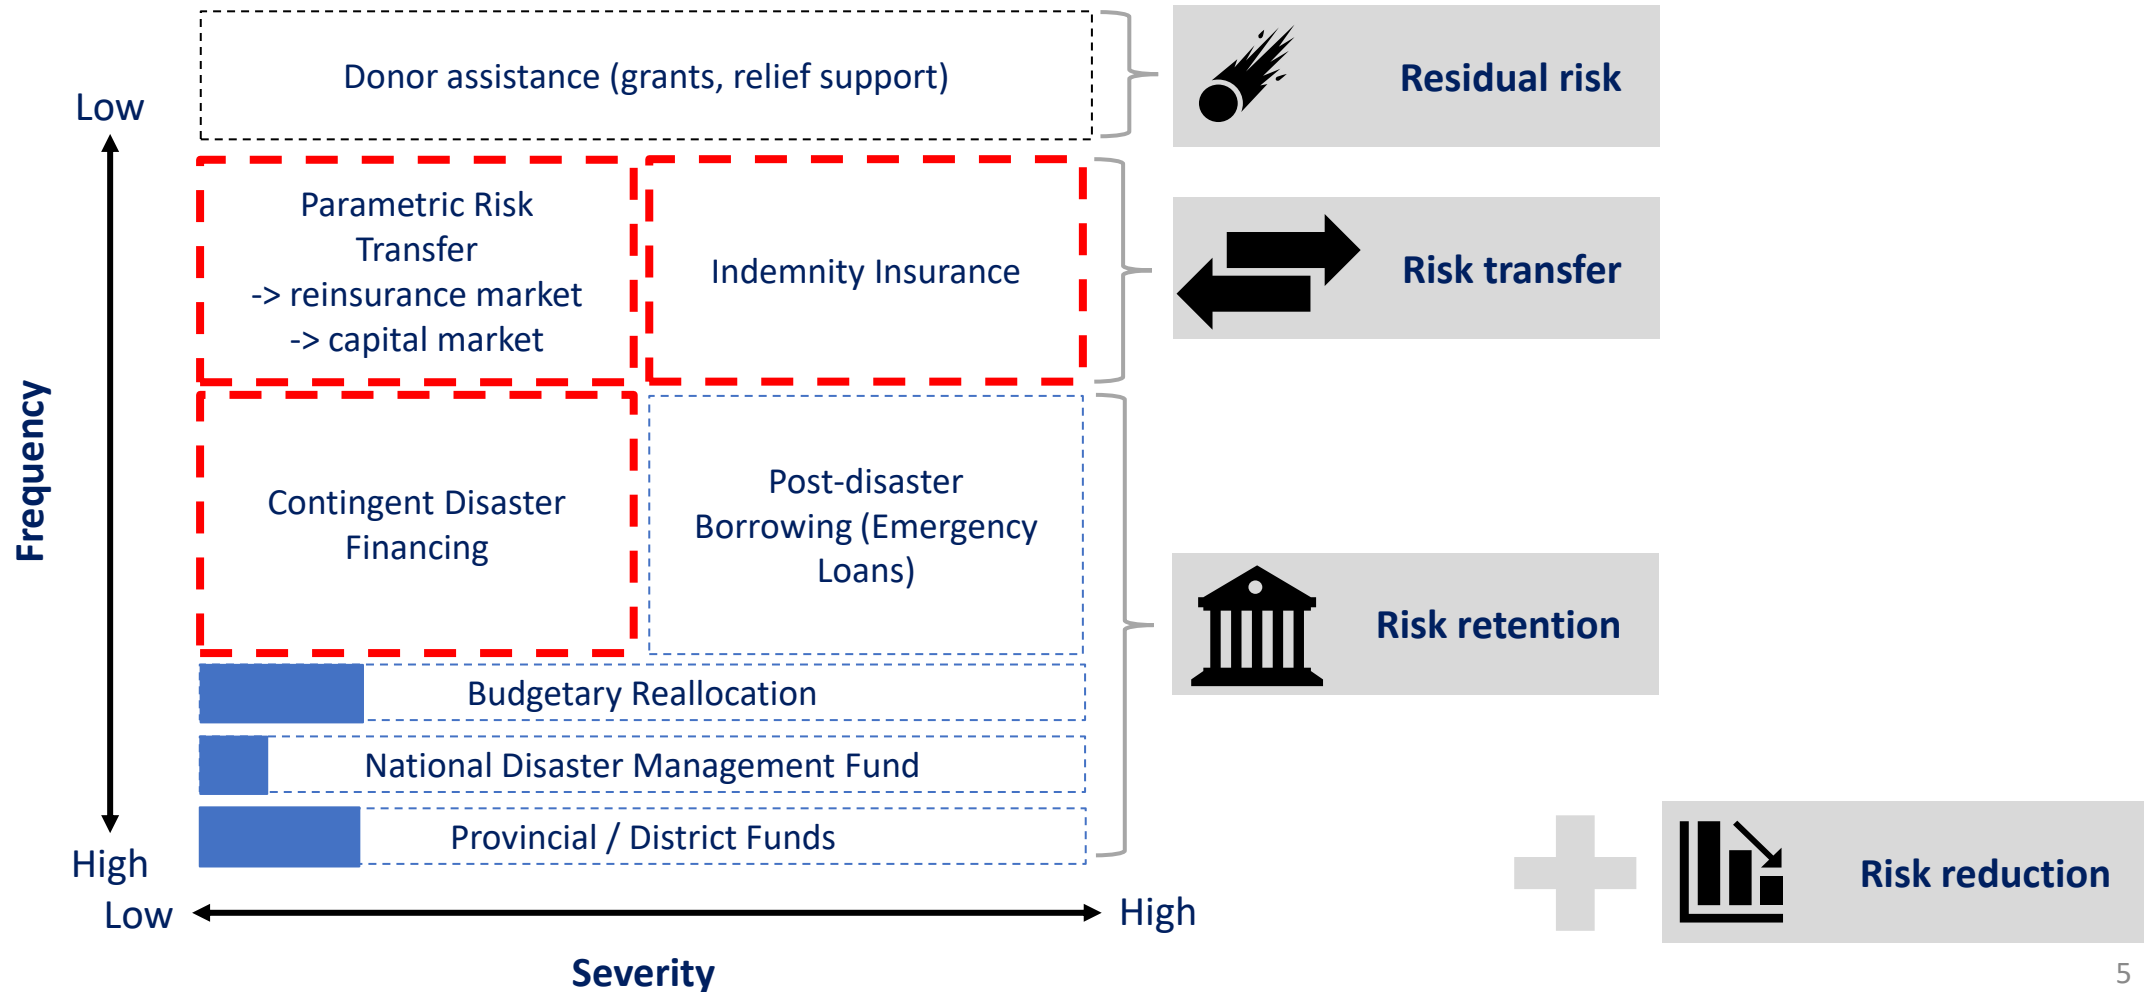 Donor assistance (grants, relief support)
Residual risk
Low
Parametric Risk
Transfer
-> reinsurance market
-> capital market
Indemnity Insurance
Risk transfer
Frequency
Contingent Disaster
Financing
Post-disaster
Borrowing (Emergency
Loans)
Risk retention
Budgetary Reallocation
National Disaster Management Fund
Provincial / District Funds
High
Low
High
Severity
Risk reduction
5